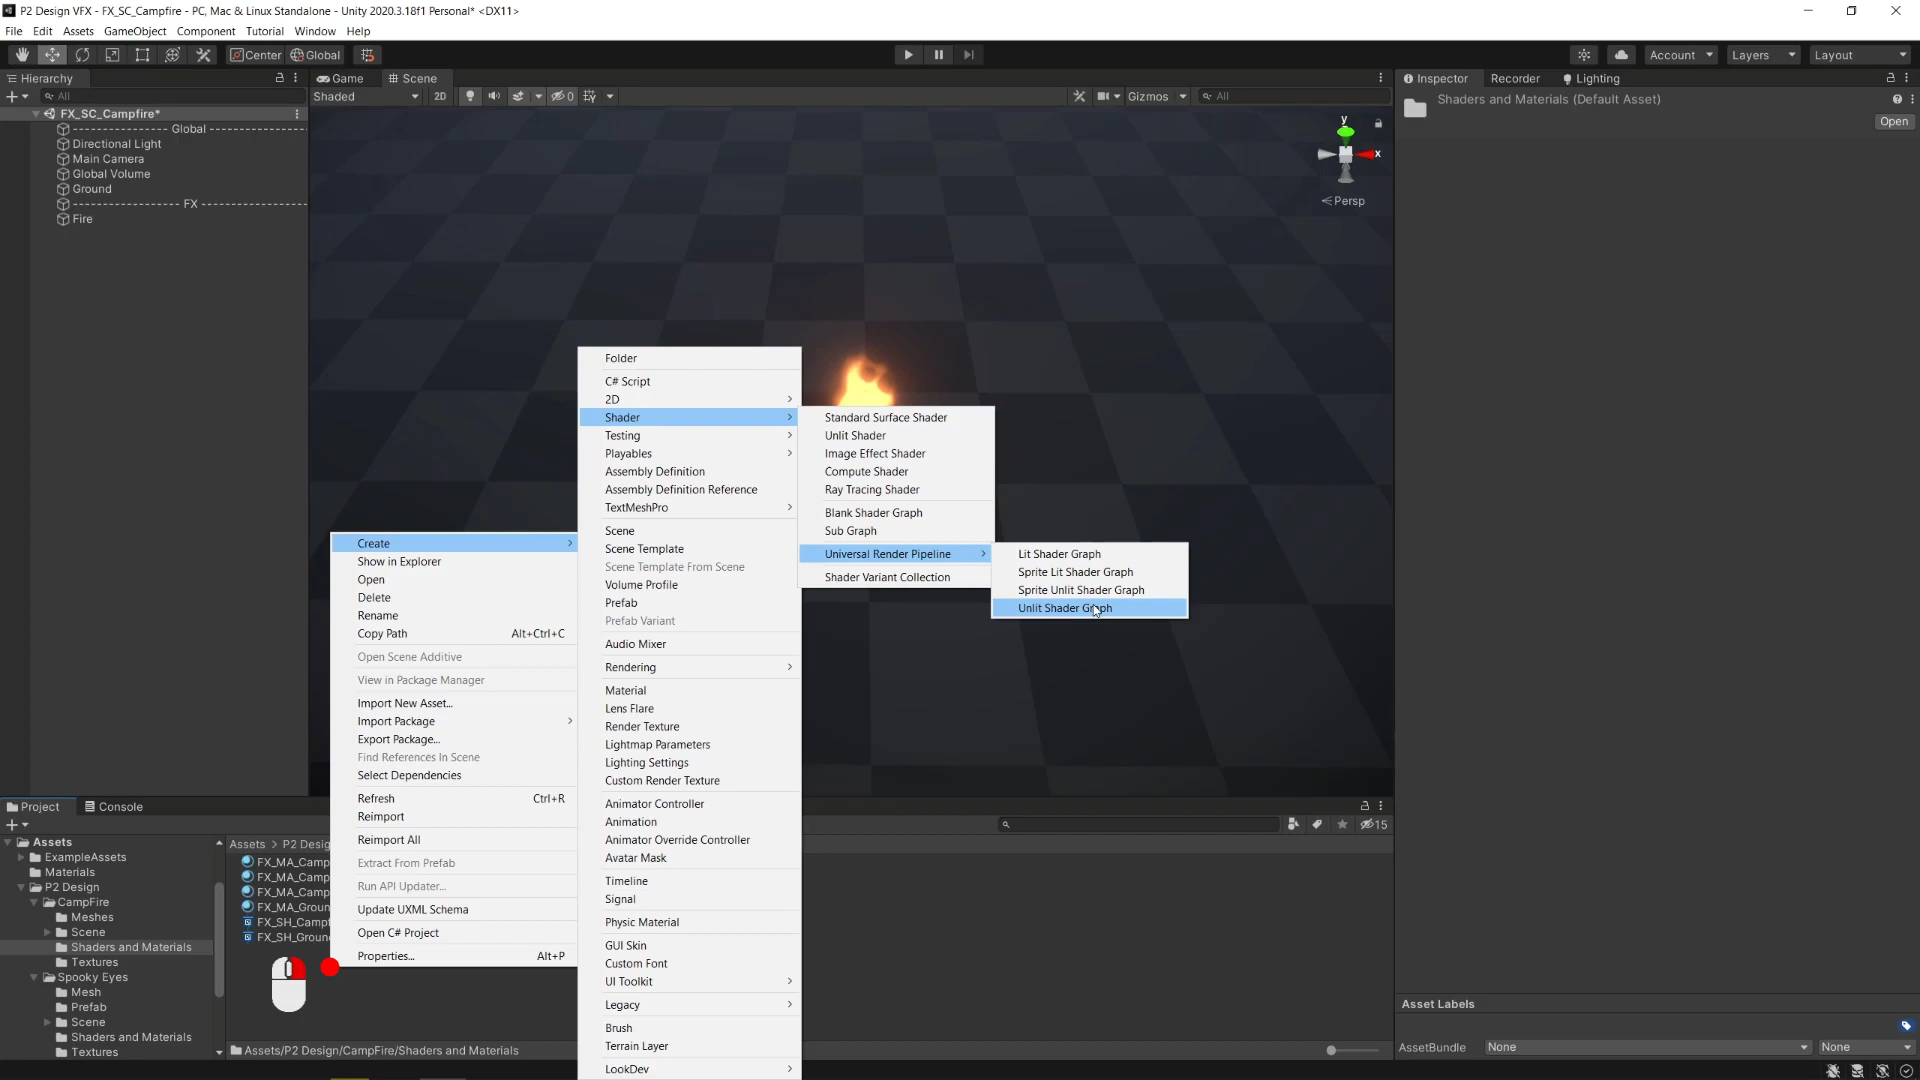 P2 Design VFX - FX_SC_Campfire - PC, Mac & Linux Standalone - Unity 2020.3.18f1 Personal* <DX11>
File Edit Assets GameObject Component Tutorial Window Help
Center Global Account Layers Layout
Hierarchy Game Scene Inspector Recorder Lighting
All Shaded 2D 0 Gizmos All
Shaders and Materials (Default Asset)
Open
FX_SC_Campfire*
---------------- Global ----------------
Directional Light
Main Camera
Global Volume
Ground
------------------ FX ------------------
Fire
y
x
Persp
Folder
C# Script
2D
Shader
Testing
Playables
Assembly Definition
Assembly Definition Reference
TextMeshPro
Scene
Scene Template
Scene Template From Scene
Volume Profile
Prefab
Prefab Variant
Audio Mixer
Rendering
Material
Lens Flare
Render Texture
Lightmap Parameters
Lighting Settings
Custom Render Texture
Animator Controller
Animation
Animator Override Controller
Avatar Mask
Timeline
Signal
Physic Material
GUI Skin
Custom Font
UI Toolkit
Legacy
Brush
Terrain Layer
LookDev
Standard Surface Shader
Unlit Shader
Image Effect Shader
Compute Shader
Ray Tracing Shader
Blank Shader Graph
Sub Graph
Universal Render Pipeline
Shader Variant Collection
Lit Shader Graph
Sprite Lit Shader Graph
Sprite Unlit Shader Graph
Unlit Shader Graph
Create
Show in Explorer
Open
Delete
Rename
Copy Path Alt+Ctrl+C
Open Scene Additive
View in Package Manager
Import New Asset...
Import Package
Export Package...
Find References In Scene
Select Dependencies
Refresh Ctrl+R
Reimport
Reimport All
Extract From Prefab
Run API Updater...
Update UXML Schema
Open C# Project
Properties... Alt+P
Project Console
15
Assets
ExampleAssets
Materials
P2 Design
CampFire
Meshes
Scene
Shaders and Materials
Textures
Spooky Eyes
Mesh
Prefab
Scene
Shaders and Materials
Textures
Assets > P2 Desig
FX_MA_Camp
FX_MA_Camp
FX_MA_Camp
FX_MA_Groun
FX_SH_Campf
FX_SH_Groun
Assets/P2 Design/CampFire/Shaders and Materials
Asset Labels
AssetBundle None None